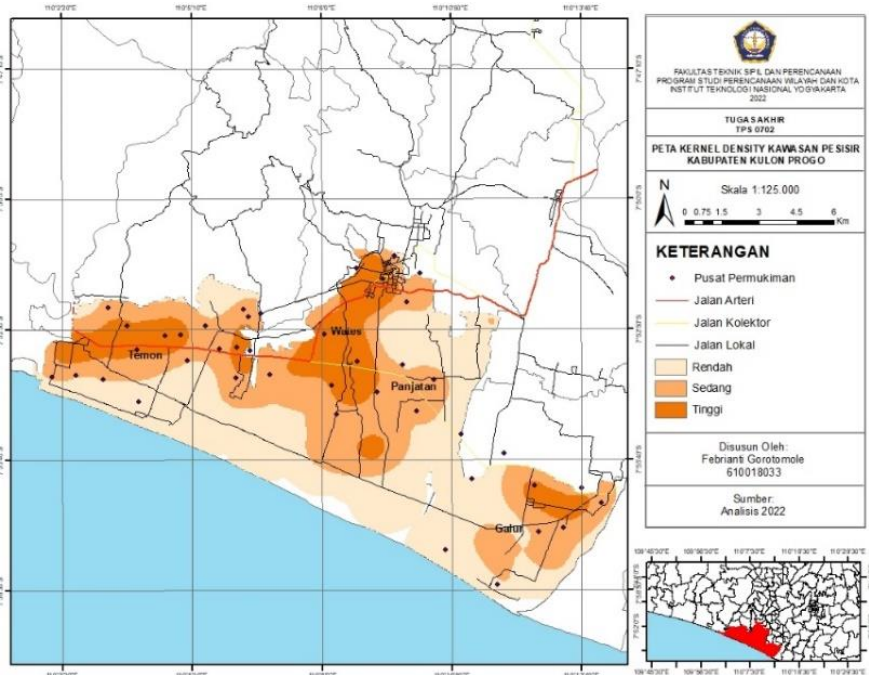 FAKULTAS TEKNIK SIPIL DAN PERENCANAAN
PROGRAM STUDI PERENCANAAN WILAYAH DAN KOTA
INSTITUT TEKNOLOGI NASIONAL YOGYAKARTA
2022
TUGAS AKHIR
TPS 0702
PETA KERNEL DENSITY KAWASAN PESISIR
KABUPATEN KULON PROGO
N
Skala 1:125.000
0 0.75 1.5 3 4.5 6
Km
KETERANGAN
Pusat Permukiman
Jalan Arteri
Jalan Kolektor
Jalan Lokal
Rendah
Sedang
Tinggi
Disusun Oleh:
Febrianti Gorotomole
610018033
Sumber:
Analisis 2022
Temon
Wates
Panjatan
Galur